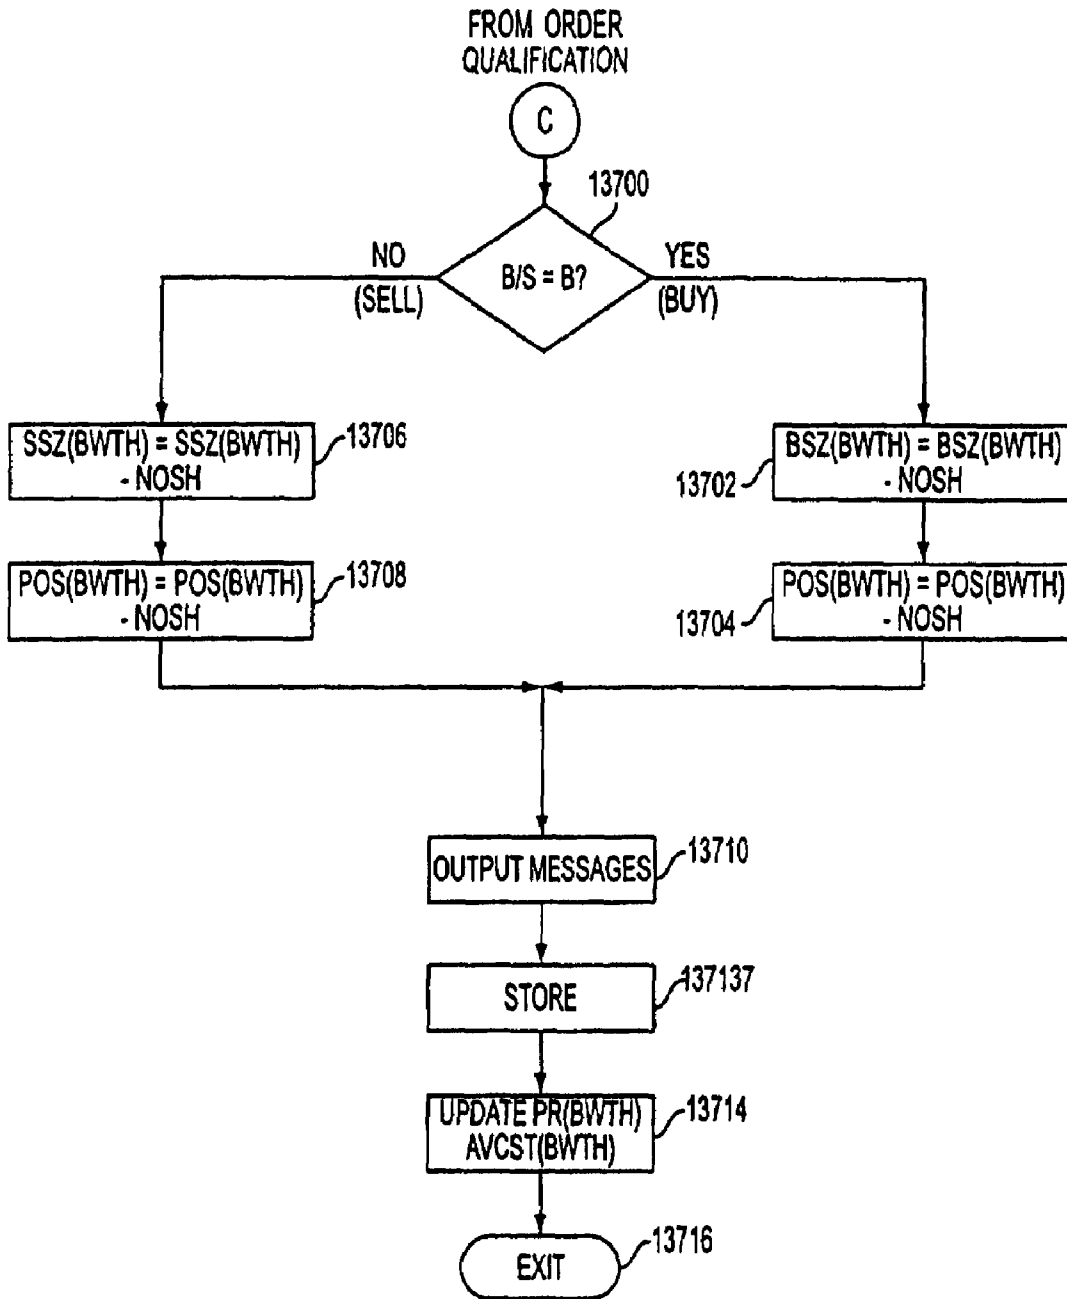 FROM ORDER
QUALIFICATION
C
13700
NO
(SELL)
B/S = B?
YES
(BUY)
SSZ(BWTH) = SSZ(BWTH)
- NOSH
13706
BSZ(BWTH) = BSZ(BWTH)
- NOSH
13702
POS(BWTH) = POS(BWTH)
- NOSH
13708
POS(BWTH) = POS(BWTH)
- NOSH
13704
OUTPUT MESSAGES
13710
STORE
137137
UPDATE PR(BWTH)
AVCST(BWTH)
13714
EXIT
13716